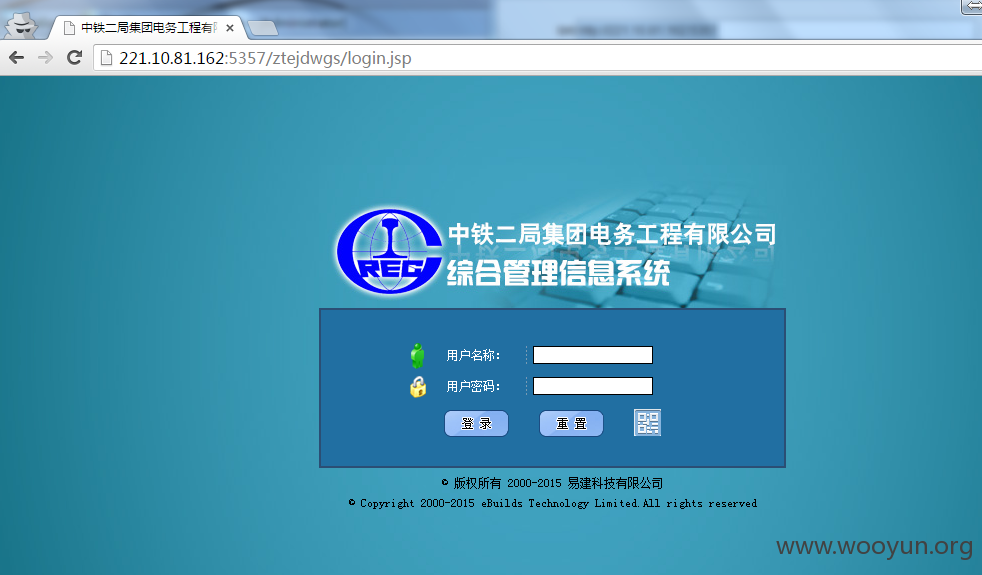 中铁二局集团电务工程有限
221.10.81.162:5357/ztejdwgs/login.jsp
CREC
中铁二局集团电务工程有限公司
综合管理信息系统
用户名称：
用户密码：
登 录 重 置
© 版权所有 2000-2015 易建科技有限公司
© Copyright 2000-2015 eBuilds Technology Limited.All rights reserved
www.wooyun.org